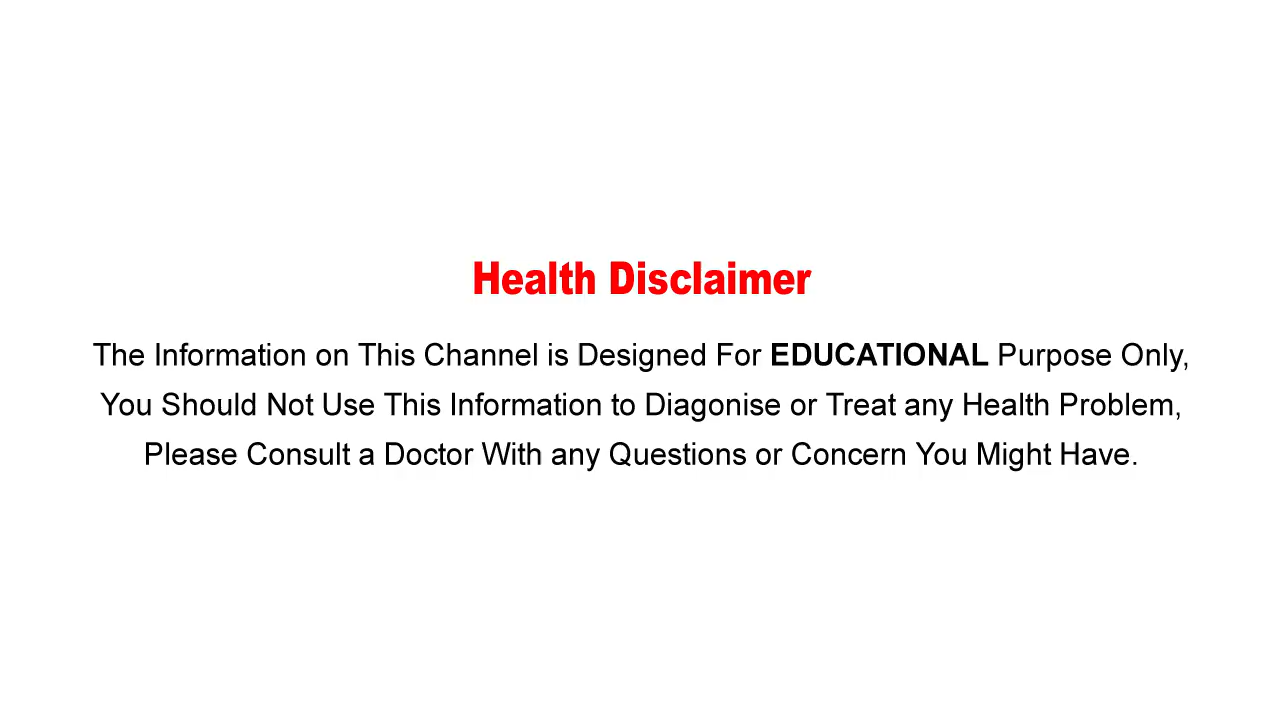 Health Disclaimer
The Information on This Channel is Designed For EDUCATIONAL Purpose Only,
You Should Not Use This Information to Diagonise or Treat any Health Problem,
Please Consult a Doctor With any Questions or Concern You Might Have.